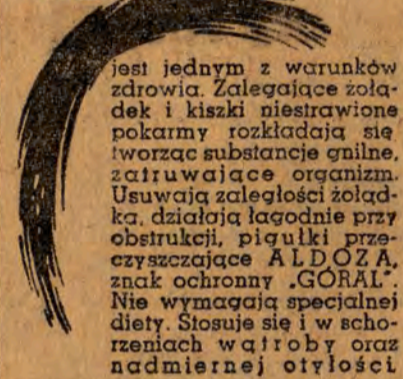 jest jednym z warunków
zdrowia. Zalegające żołą-
dek i kiszki niestrawione
pokarmy rozkładają się
tworząc substancje gnilne,
zatruwające organizm.
Usuwają zaległości żołąd-
ka, działają łagodnie przy
obstrukcji, pigułki prze-
czyszczające ALDOZA,
znak ochronny „GÓRAL”.
Nie wymagają specjalnej
diety. Stosuje się i w scho-
rzeniach wątroby oraz
nadmiernej otyłości